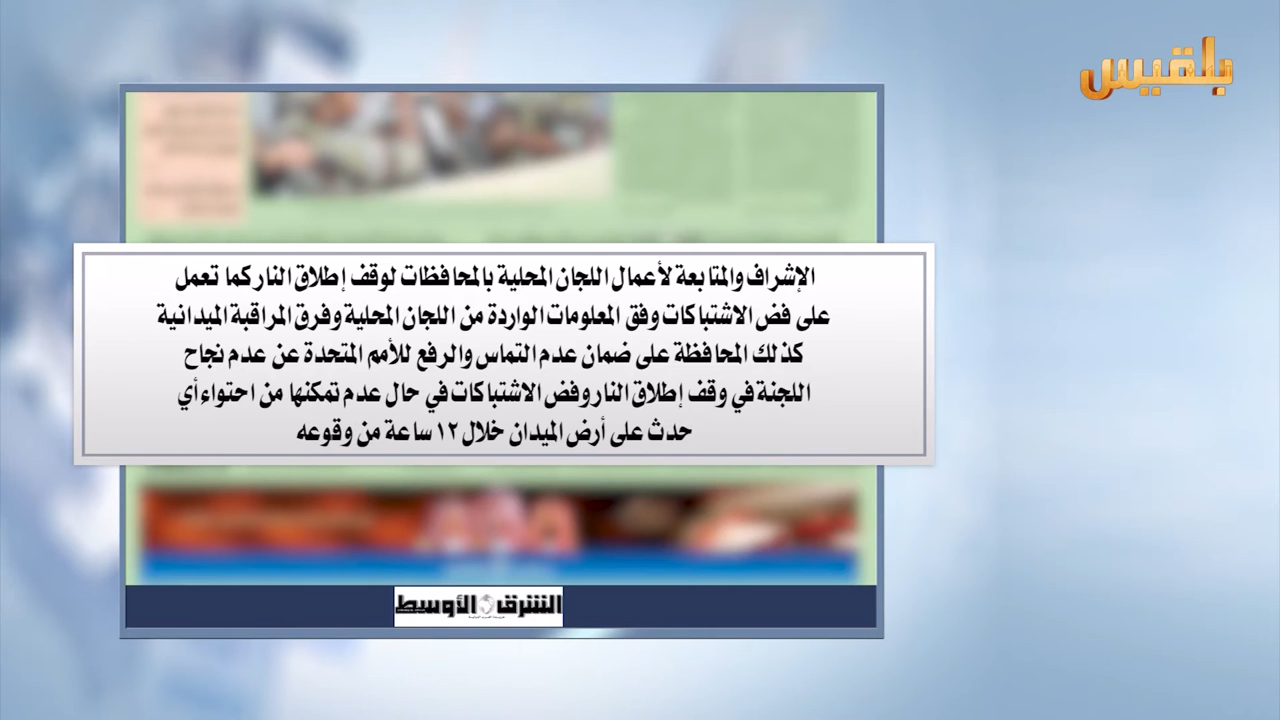 بلقيس
الإشراف والمتابعة لأعمال اللجان المحلية بالمحافظات لوقف إطلاق النار كما تعمل
على فض الاشتباكات وفق المعلومات الواردة من اللجان المحلية وفرق المراقبة الميدانية
كذلك المحافظة على ضمان عدم التماس والرفع للأمم المتحدة عن عدم نجاح
اللجنة في وقف إطلاق النار وفض الاشتباكات في حال عدم تمكنها من احتواء أي
حدث على أرض الميدان خلال ١٢ ساعة من وقوعه
الشرق الأوسط